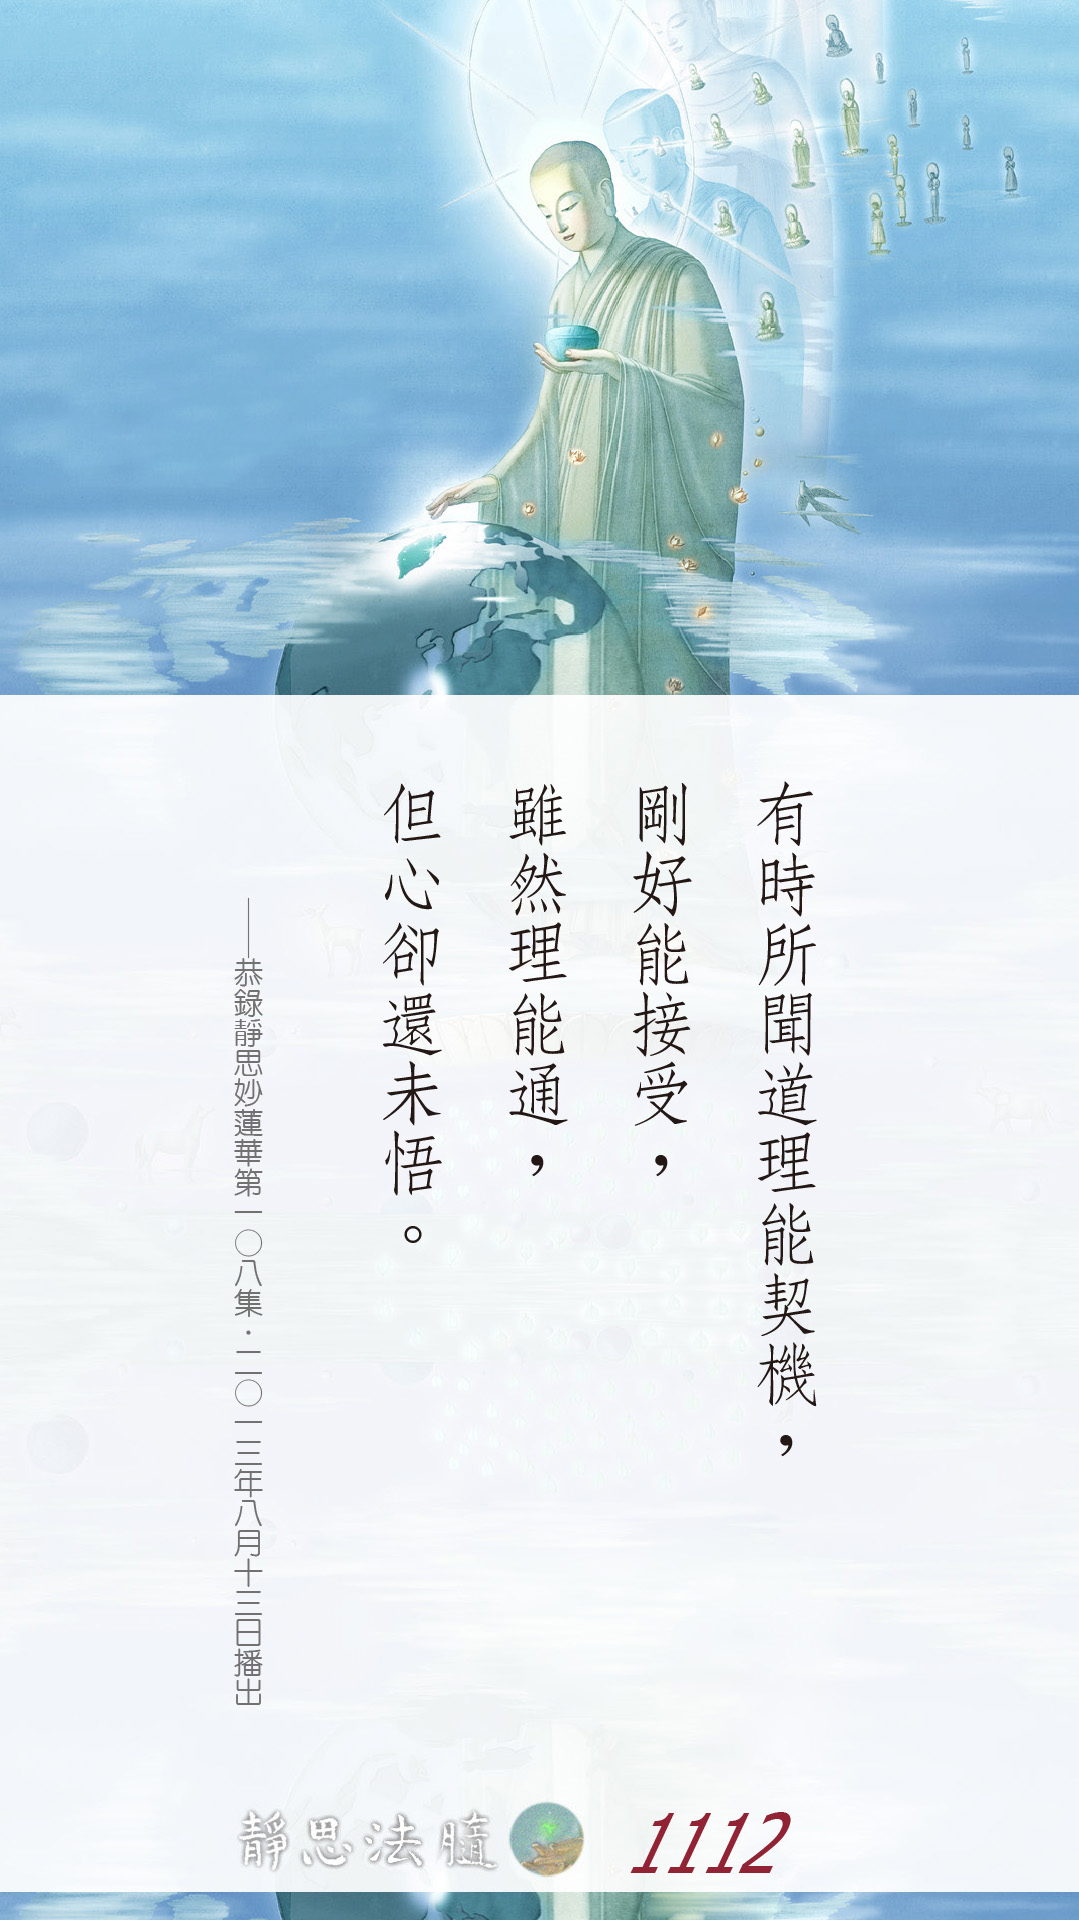 有時所聞道理能契機，
剛好能接受，
雖然理能通，
但心卻還未悟。
——恭錄靜思妙蓮華第一〇八集·二〇一三年八月十三日播出
靜思法髓
1112